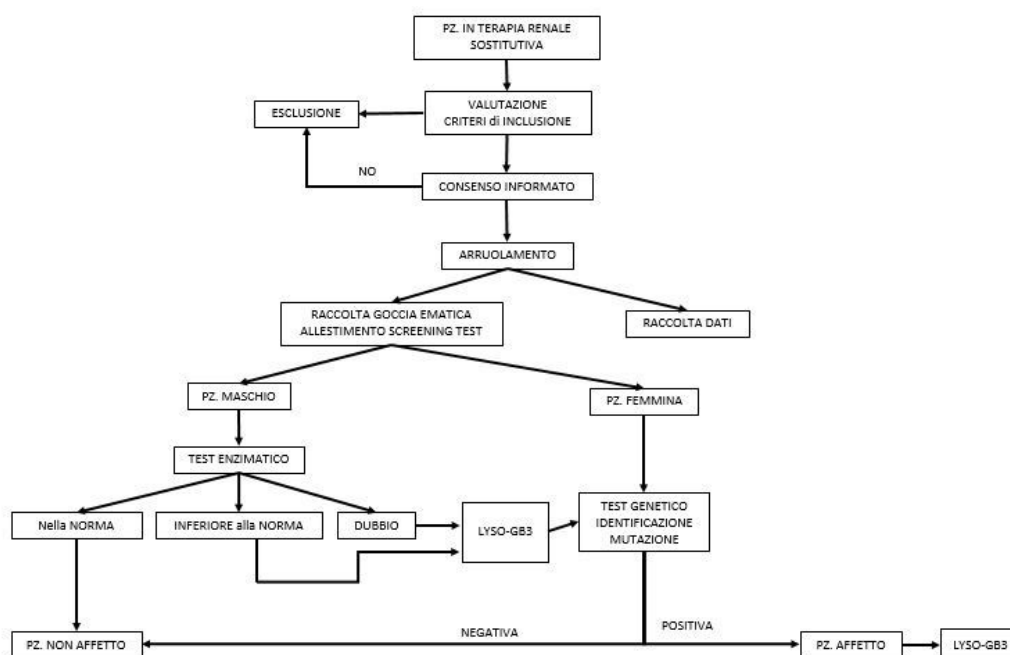 PZ. IN TERAPIA RENALE
SOSTITUTIVA
ESCLUSIONE
VALUTAZIONE
CRITERI di INCLUSIONE
NO
CONSENSO INFORMATO
ARRUOLAMENTO
RACCOLTA GOCCIA EMATICA
ALLESTIMENTO SCREENING TEST
RACCOLTA DATI
PZ. MASCHIO
PZ. FEMMINA
TEST ENZIMATICO
Nella NORMA
INFERIORE alla NORMA
DUBBIO
LYSO-GB3
TEST GENETICO
IDENTIFICAZIONE
MUTAZIONE
NEGATIVA
POSITIVA
PZ. NON AFFETTO
PZ. AFFETTO
LYSO-GB3